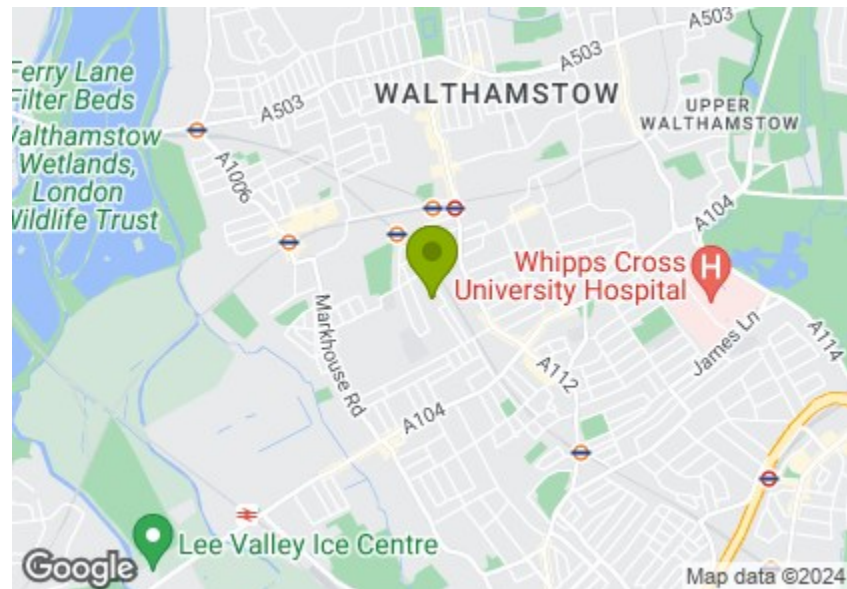 Ferry Lane
Filter Beds
Walthamstow
Wetlands,
London
Wildlife Trust
A503
A503
A503
WALTHAMSTOW
UPPER
WALTHAMSTOW
A1006
A104
Whipps Cross
University Hospital
H
Markhouse Rd
A112
James Ln
A114
A104
Lee Valley Ice Centre
Google
Map data ©2024